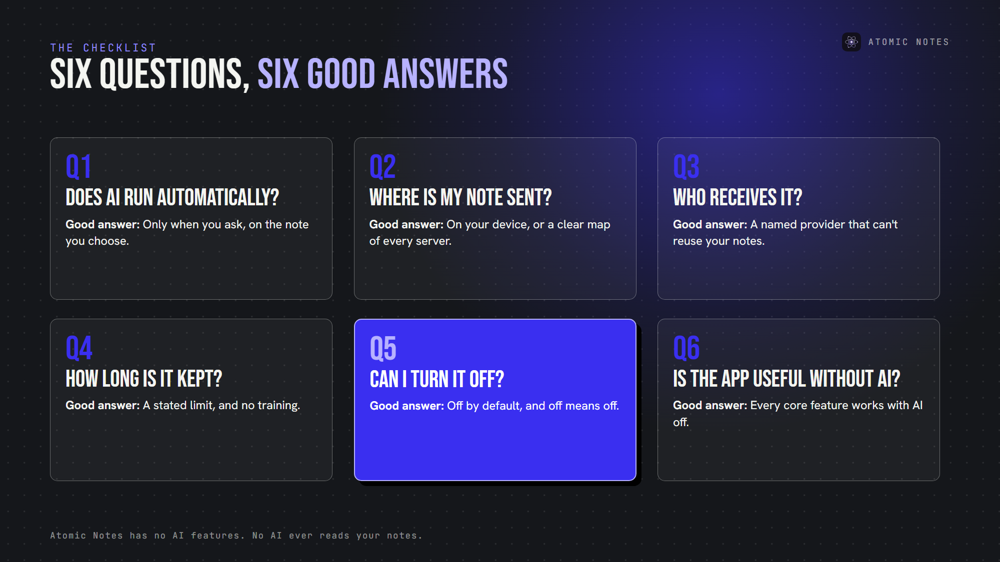 THE CHECKLIST
SIX QUESTIONS, SIX GOOD ANSWERS
ATOMIC NOTES
Q1
DOES AI RUN AUTOMATICALLY?
Good answer: Only when you ask, on the note
you choose.
Q2
WHERE IS MY NOTE SENT?
Good answer: On your device, or a clear map
of every server.
Q3
WHO RECEIVES IT?
Good answer: A named provider that can't
reuse your notes.
Q4
HOW LONG IS IT KEPT?
Good answer: A stated limit, and no training.
Q5
CAN I TURN IT OFF?
Good answer: Off by default, and off means off.
Q6
IS THE APP USEFUL WITHOUT AI?
Good answer: Every core feature works with AI
off.
Atomic Notes has no AI features. No AI ever reads your notes.